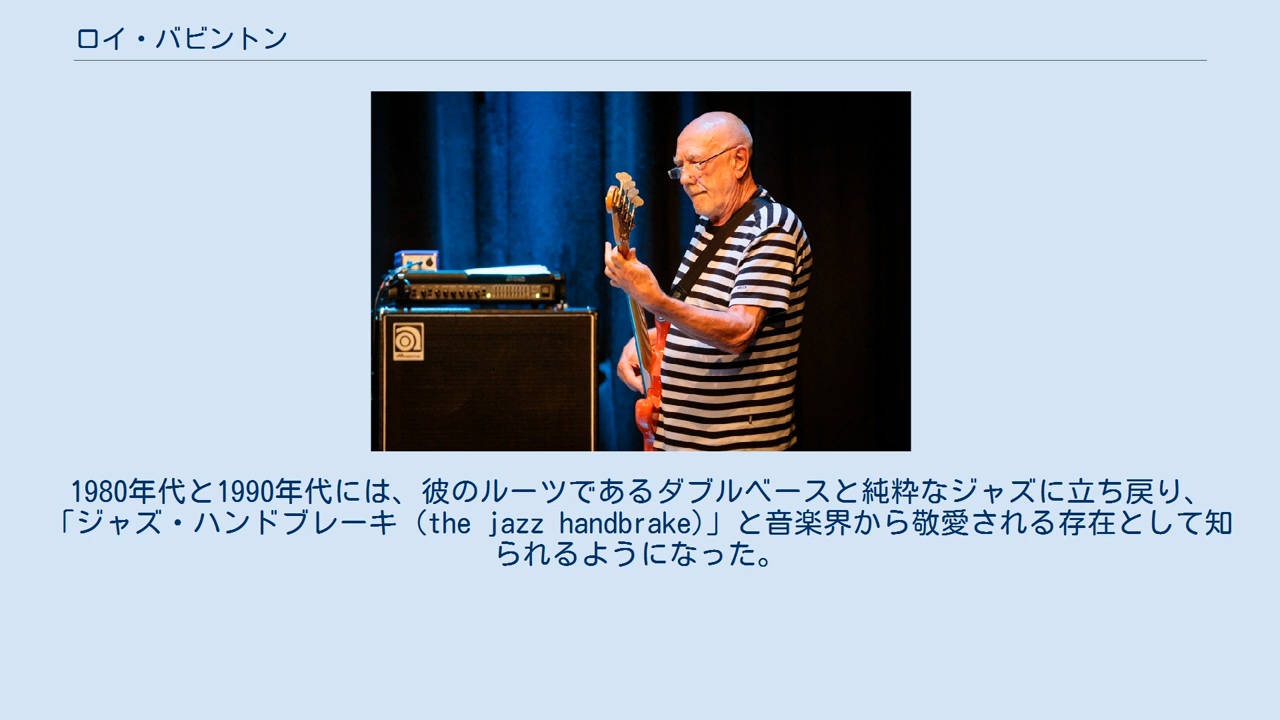 ロイ・バビントン
1980年代と1990年代には、彼のルーツであるダブルベースと純粋なジャズに立ち戻り、
「ジャズ・ハンドブレーキ (the jazz handbrake)」と音楽界から敬愛される存在として知
られるようになった。